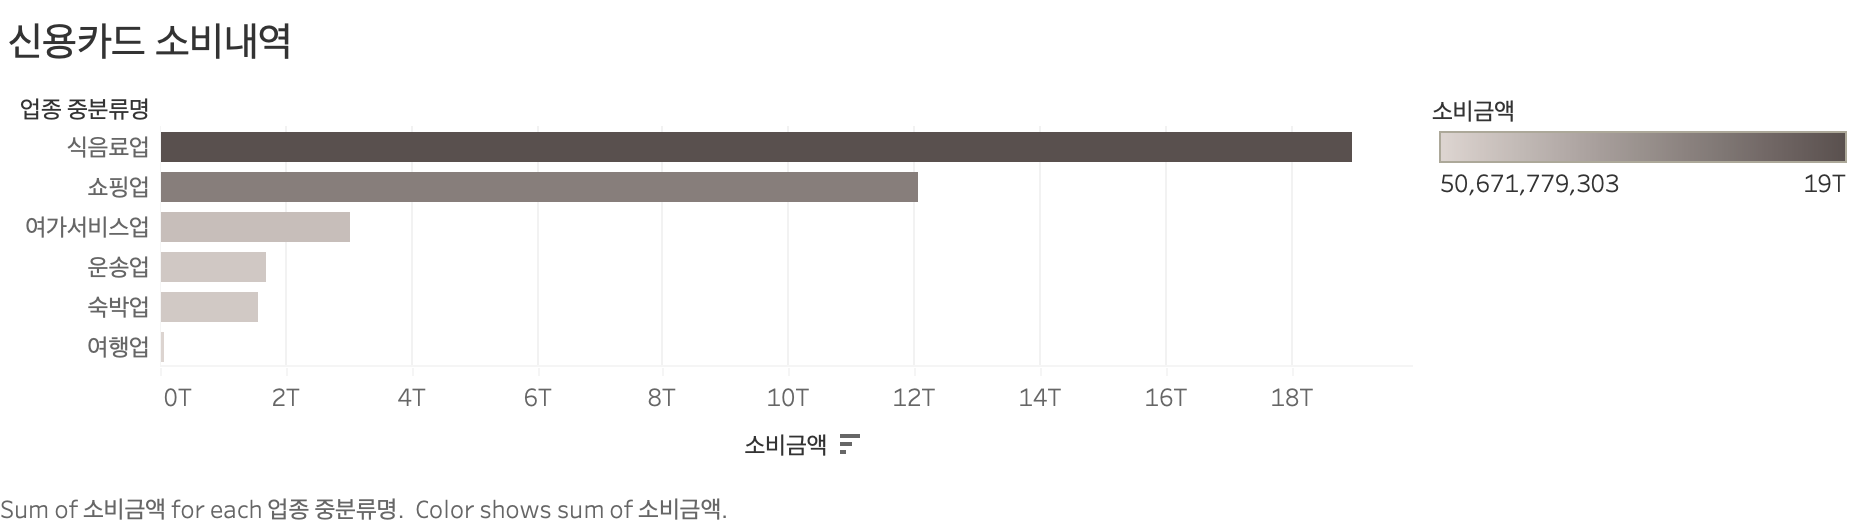 신용카드 소비내역
업종 중분류명
식음료업
쇼핑업
여가서비스업
운송업
숙박업
여행업
0T 2T 4T 6T 8T 10T 12T 14T 16T 18T
소비금액
소비금액
50,671,779,303 19T
Sum of 소비금액 for each 업종 중분류명. Color shows sum of 소비금액.